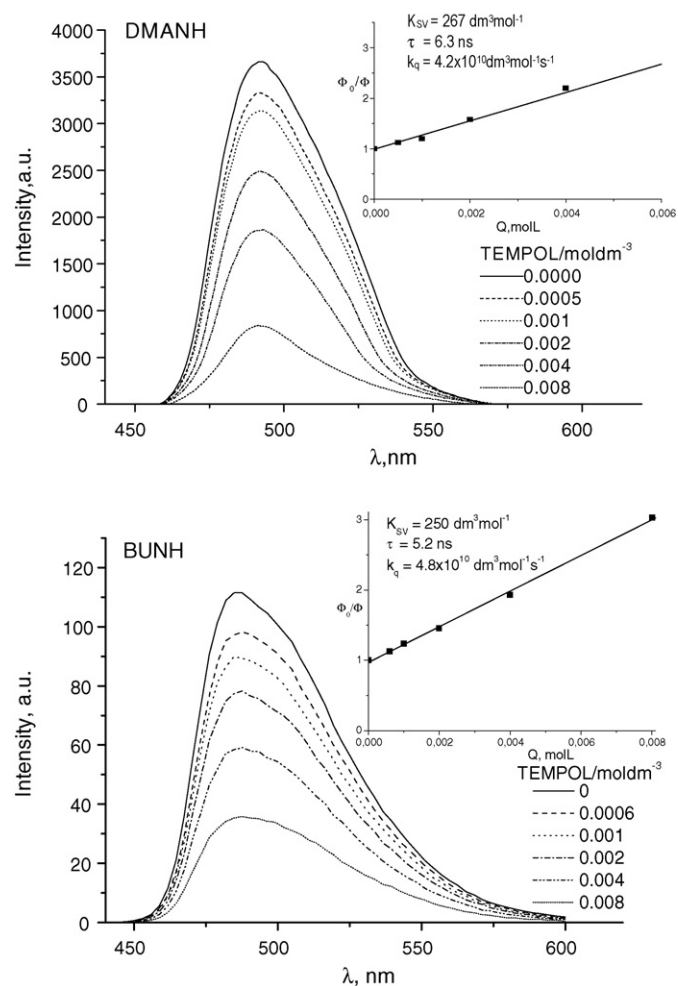 DMANH
K_SV = 267 dm³mol⁻¹
τ = 6.3 ns
k_q = 4.2x10¹⁰dm³mol⁻¹s⁻¹
Φ₀/Φ
3
2
1
0
0,000 0,002 0,004 0,006
Q,molL
TEMPOL/moldm⁻³
0.0000
0.0005
0.001
0.002
0.004
0.008
Intensity,a.u.
4000
3500
3000
2500
2000
1500
1000
500
0
450 500 550 600
λ,nm
BUNH
K_SV = 250 dm³mol⁻¹
τ = 5.2 ns
k_q = 4.8x10¹⁰ dm³mol⁻¹s⁻¹
Φ₀/Φ
3
2
1
0
0,000 0,002 0,004 0,006 0,008
Q, molL
TEMPOL/moldm⁻³
0
0.0006
0.001
0.002
0.004
0.008
Intensity, a.u.
120
100
80
60
40
20
0
450 500 550 600
λ, nm